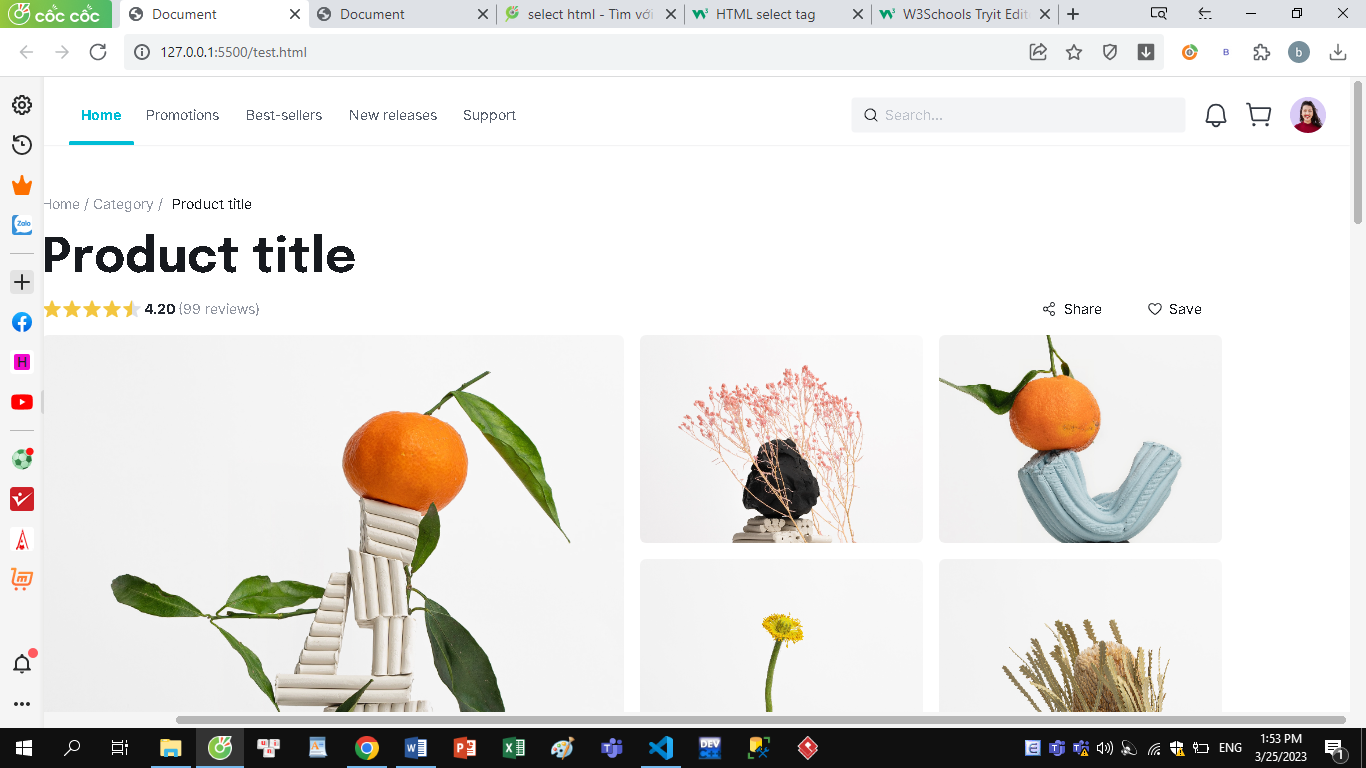 cốc cốc
Document
Document
select html - Tìm với
HTML select tag
W3Schools Tryit Edit
127.0.0.1:5500/test.html
B
b
Home
Promotions
Best-sellers
New releases
Support
Search...
Zalo
Home / Category / Product title
Product title
4.20 (99 reviews)
Share
Save
H
m
DEV
ENG
1:53 PM
3/25/2023
1